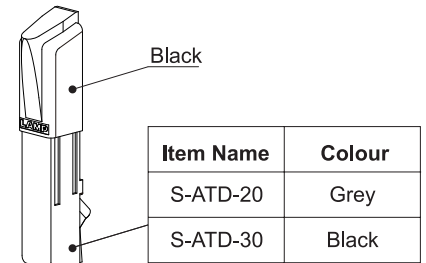 Black
LAMP
Item Name Colour
S-ATD-20 Grey
S-ATD-30 Black